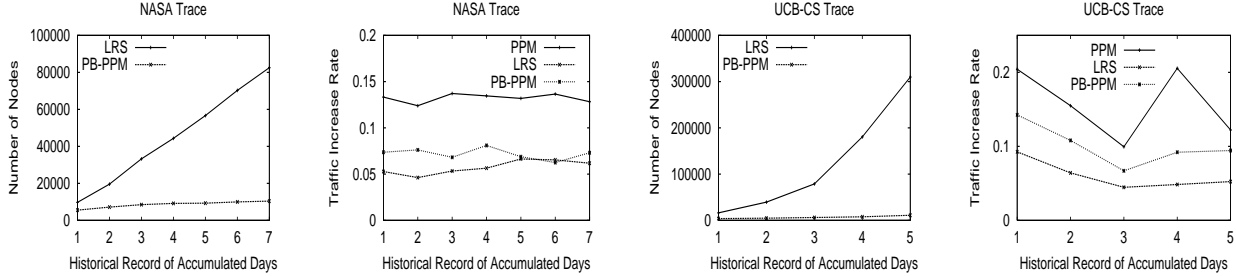 NASA Trace
Number of Nodes
100000
80000
60000
40000
20000
0
LRS
PB-PPM
1 2 3 4 5 6 7
Historical Record of Accumulated Days
NASA Trace
Traffic Increase Rate
0.2
0.15
0.1
0.05
0
PPM
LRS
PB-PPM
1 2 3 4 5 6 7
Historical Record of Accumulated Days
UCB-CS Trace
Number of Nodes
400000
300000
200000
100000
0
LRS
PB-PPM
1 2 3 4 5
Historical Record of Accumulated Days
UCB-CS Trace
Traffic Increase Rate
0.2
0.1
0
PPM
LRS
PB-PPM
1 2 3 4 5
Historical Record of Accumulated Days